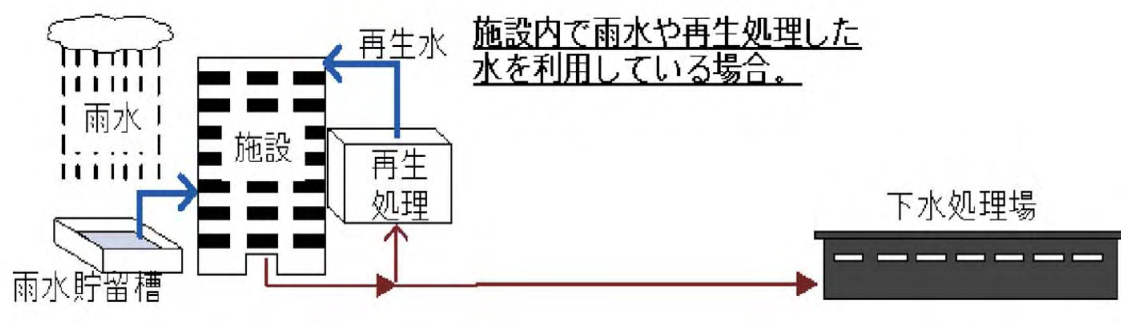 施設内で雨水や再生処理した
水を利用している場合。
再生水
雨水
施設
再生
処理
下水処理場
雨水貯留槽